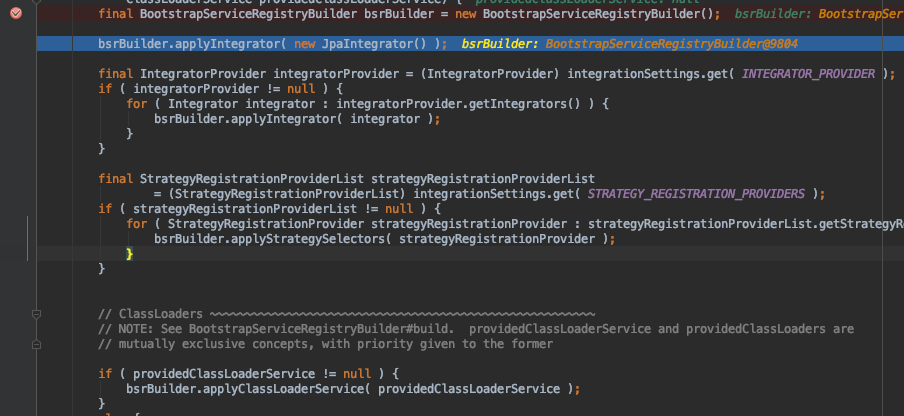 ClassLoaderService providedClassLoaderService) { providedClassLoaderService: null
final BootstrapServiceRegistryBuilder bsrBuilder = new BootstrapServiceRegistryBuilder(); bsrBuilder: BootstrapServ
bsrBuilder.applyIntegrator( new JpaIntegrator() ); bsrBuilder: BootstrapServiceRegistryBuilder@9804
final IntegratorProvider integratorProvider = (IntegratorProvider) integrationSettings.get( INTEGRATOR_PROVIDER );
if ( integratorProvider != null ) {
for ( Integrator integrator : integratorProvider.getIntegrators() ) {
bsrBuilder.applyIntegrator( integrator );
}
}
final StrategyRegistrationProviderList strategyRegistrationProviderList
= (StrategyRegistrationProviderList) integrationSettings.get( STRATEGY_REGISTRATION_PROVIDERS );
if ( strategyRegistrationProviderList != null ) {
for ( StrategyRegistrationProvider strategyRegistrationProvider : strategyRegistrationProviderList.getStrategyRe
bsrBuilder.applyStrategySelectors( strategyRegistrationProvider );
}
}
// ClassLoaders ~~~~~~~~~~~~~~~~~~~~~~~~~~~~~~~~~~~~~~~~~~~~~~~~~~~~~~~
// NOTE: See BootstrapServiceRegistryBuilder#build.  providedClassLoaderService and providedClassLoaders are
// mutually exclusive concepts, with priority given to the former
if ( providedClassLoaderService != null ) {
bsrBuilder.applyClassLoaderService( providedClassLoaderService );
}